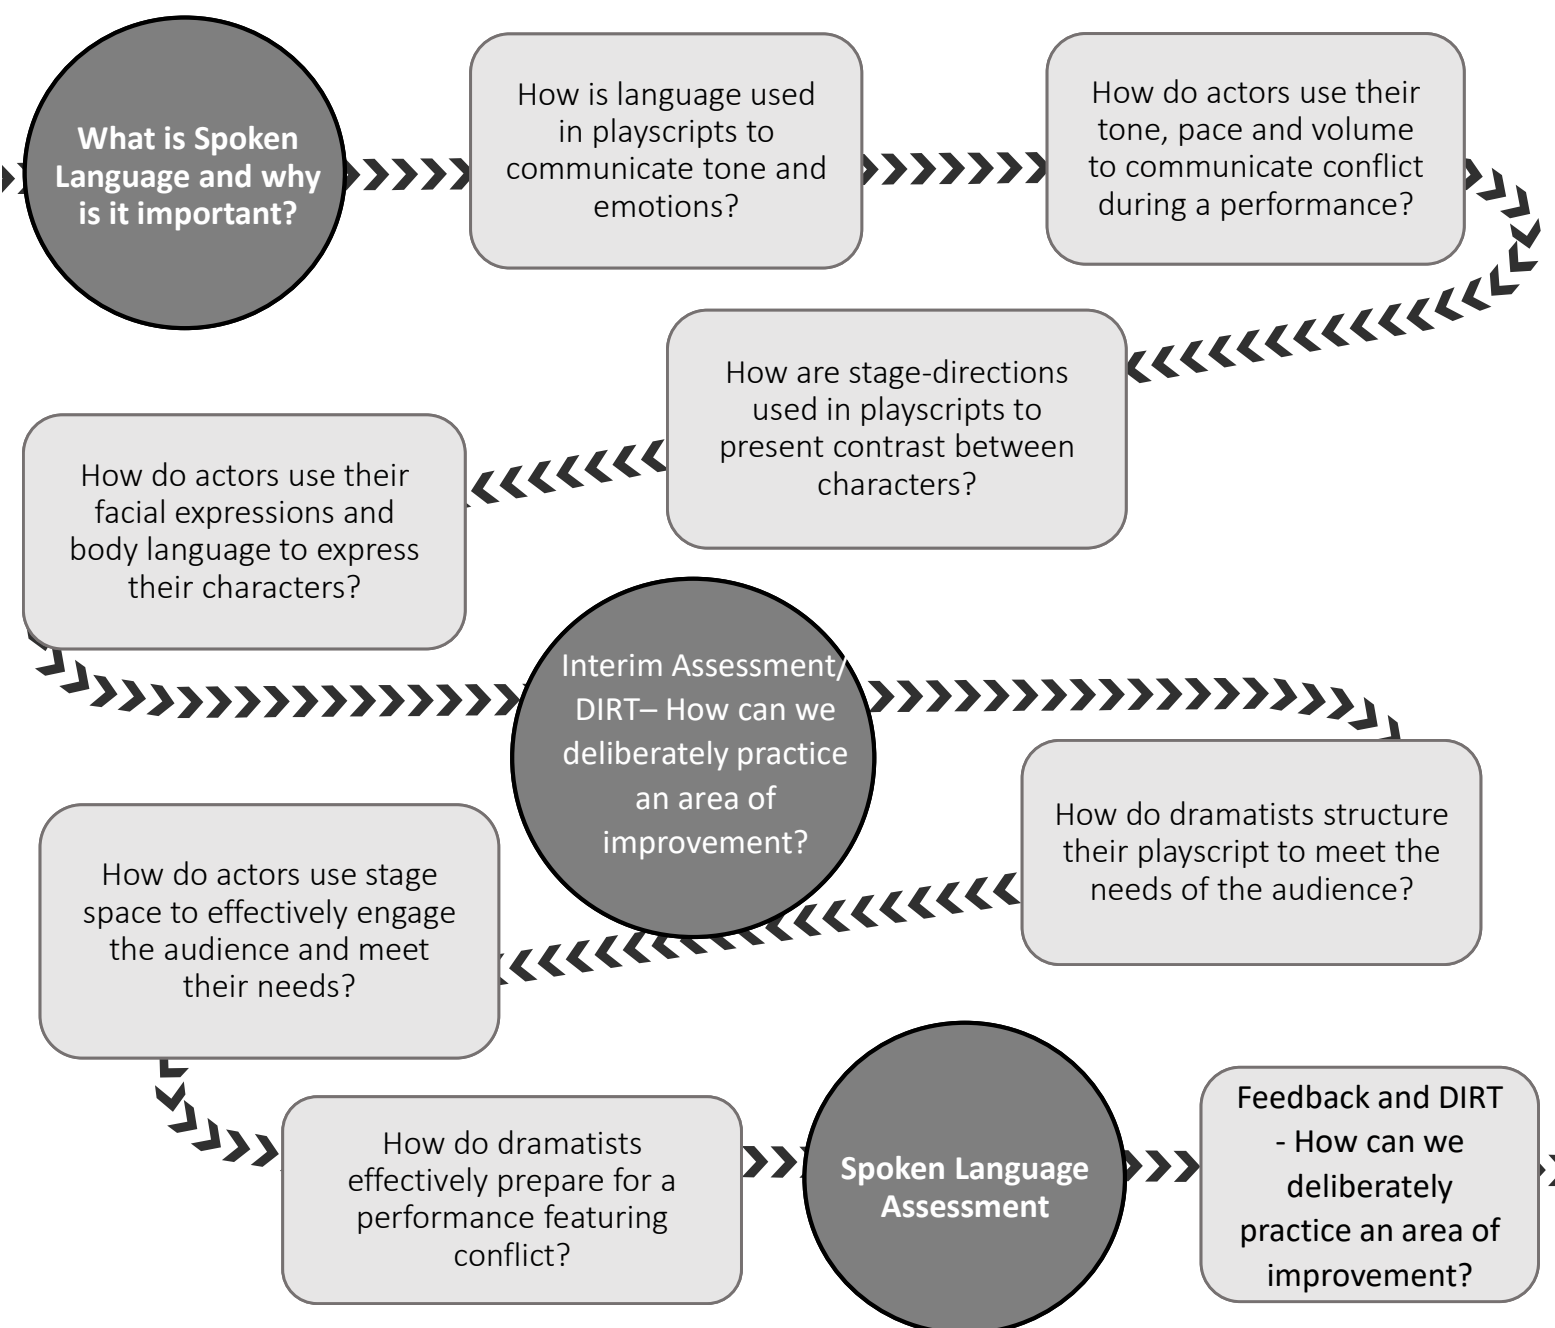 What is Spoken
Language and why
is it important?
How is language used
in playscripts to
communicate tone and
emotions?
How do actors use their
tone, pace and volume
to communicate conflict
during a performance?
How are stage-directions
used in playscripts to
present contrast between
characters?
How do actors use their
facial expressions and
body language to express
their characters?
Interim Assessment/
DIRT– How can we
deliberately practice
an area of
improvement?
How do dramatists structure
their playscript to meet the
needs of the audience?
How do actors use stage
space to effectively engage
the audience and meet
their needs?
How do dramatists
effectively prepare for a
performance featuring
conflict?
Spoken Language
Assessment
Feedback and DIRT
- How can we
deliberately
practice an area of
improvement?